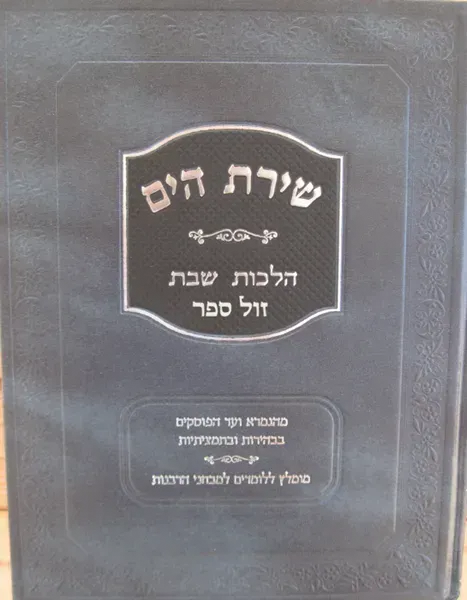 שירת הים
הלכות שבת
זול ספר
מהגמרא ועד הפוסקים
בבהירות ובתמציתיות
מומלץ ללומדים למבחני הרבנות